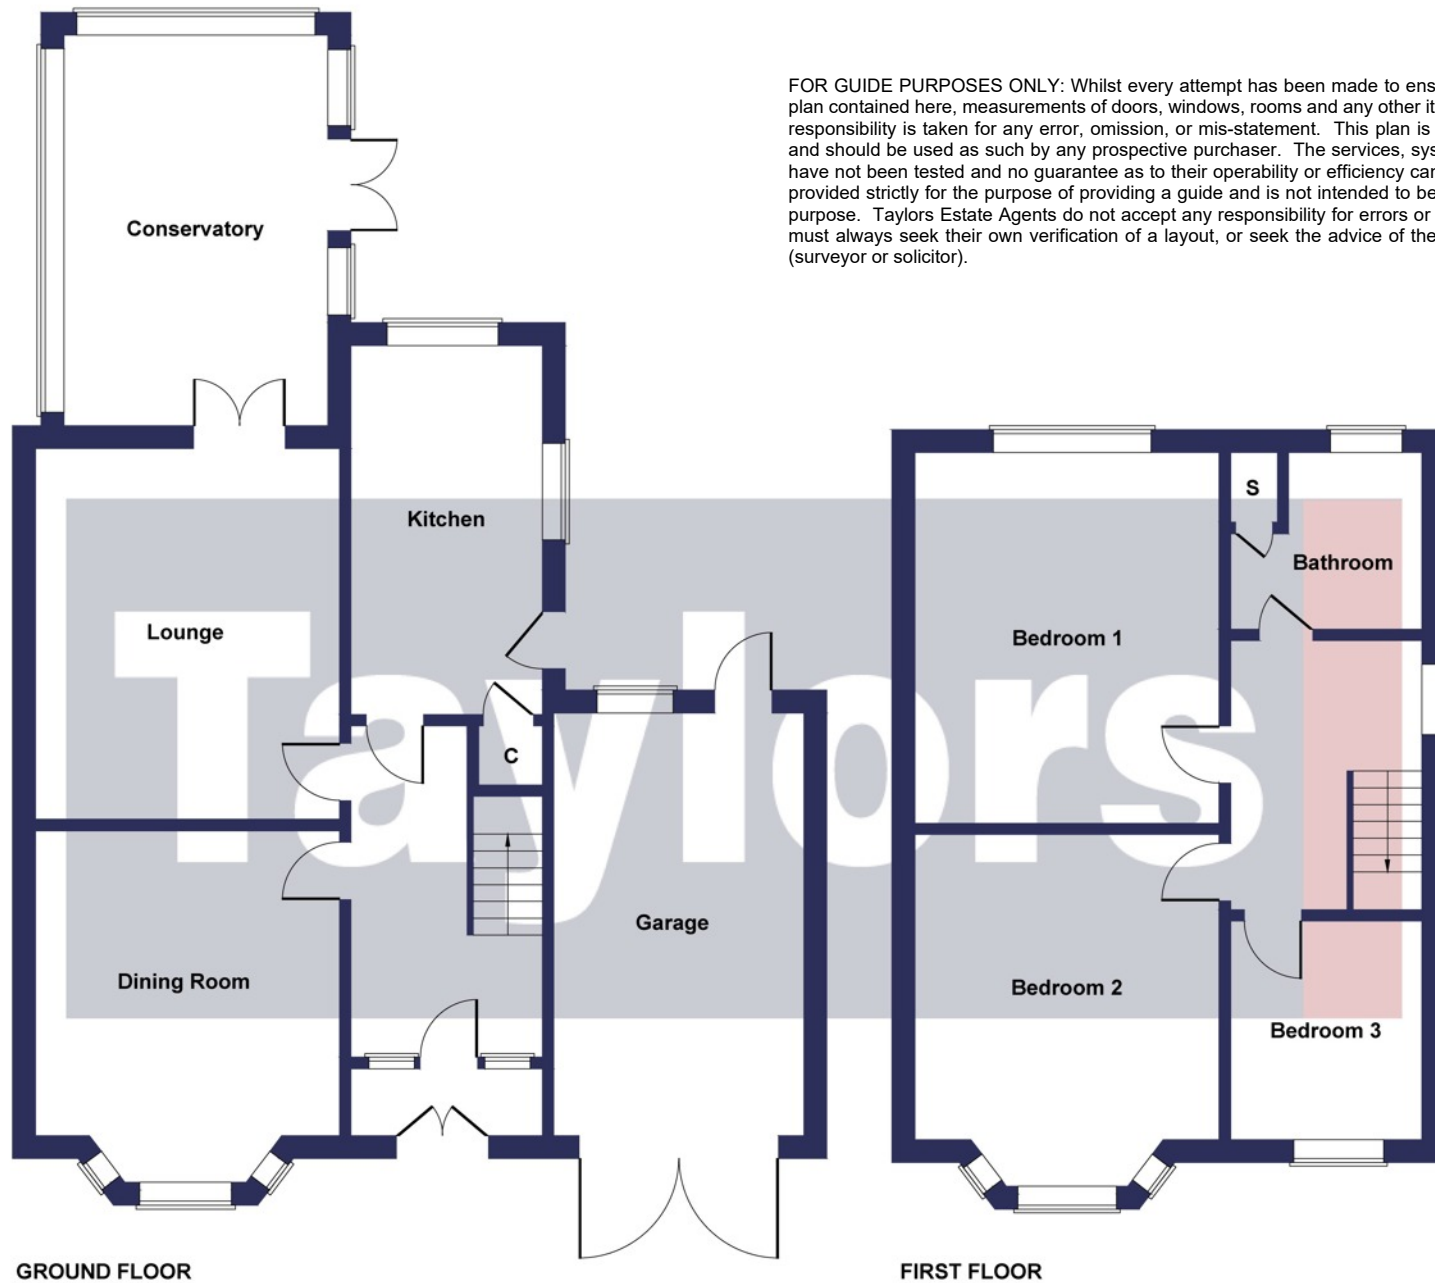 FOR GUIDE PURPOSES ONLY: Whilst every attempt has been made to ens
plan contained here, measurements of doors, windows, rooms and any other it
responsibility is taken for any error, omission, or mis-statement. This plan is
and should be used as such by any prospective purchaser. The services, sys
have not been tested and no guarantee as to their operability or efficiency car
provided strictly for the purpose of providing a guide and is not intended to be
purpose. Taylors Estate Agents do not accept any responsibility for errors or
must always seek their own verification of a layout, or seek the advice of the
(surveyor or solicitor).
Conservatory
Kitchen
Lounge
C
Dining Room
Garage
S
Bathroom
Bedroom 1
Bedroom 2
Bedroom 3
Taylors
GROUND FLOOR
FIRST FLOOR